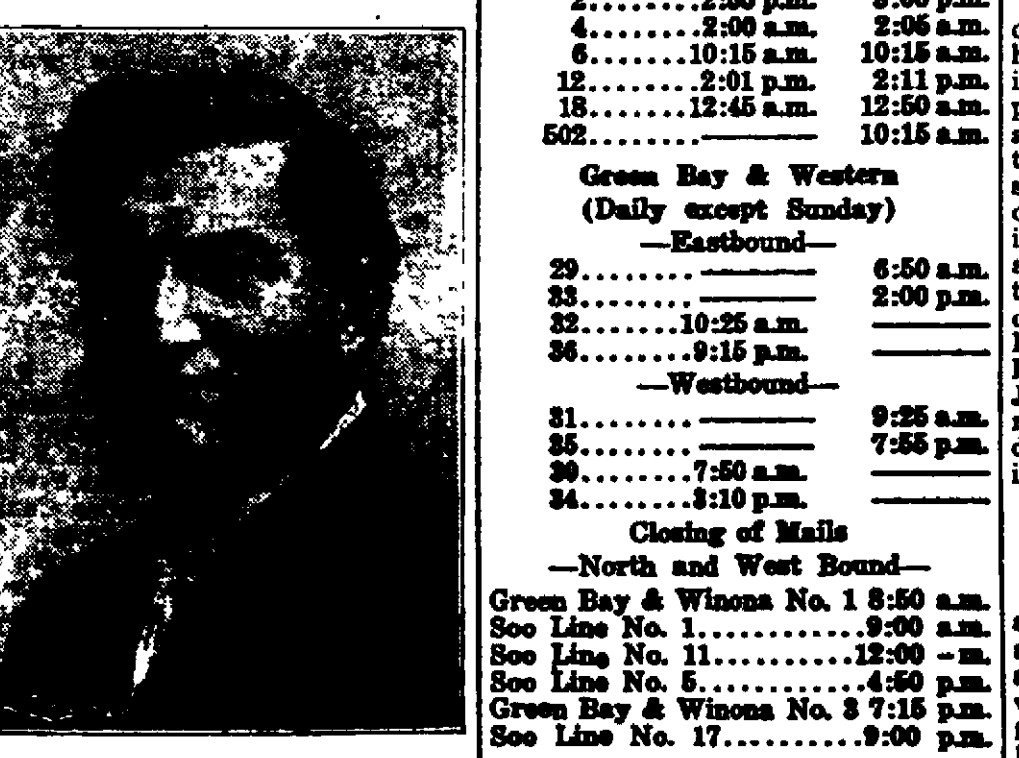 4........2:00 a.m. 2:05 a.m.
6.......10:15 a.m. 10:15 a.m.
12........2:01 p.m. 2:11 p.m.
18.......12:45 a.m. 12:50 a.m.
502........ ——— 10:15 a.m.
Green Bay & Western
(Daily except Sunday)
—Eastbound—
29........ ——— 6:50 a.m.
33........ ——— 2:00 p.m.
32.......10:25 a.m. ———
36........9:15 p.m. ———
—Westbound—
31........ ——— 9:25 a.m.
35........ ——— 7:55 p.m.
30........7:50 a.m. ———
34........3:10 p.m. ———
Closing of Mails
—North and West Bound—
Green Bay & Winona No. 1 8:50 a.m.
Soo Line No. 1............9:00 a.m.
Soo Line No. 11...........12:00 – m.
Soo Line No. 5............4:50 p.m.
Green Bay & Winona No. 3 7:15 p.m.
Soo Line No. 17..........9:00 p.m.